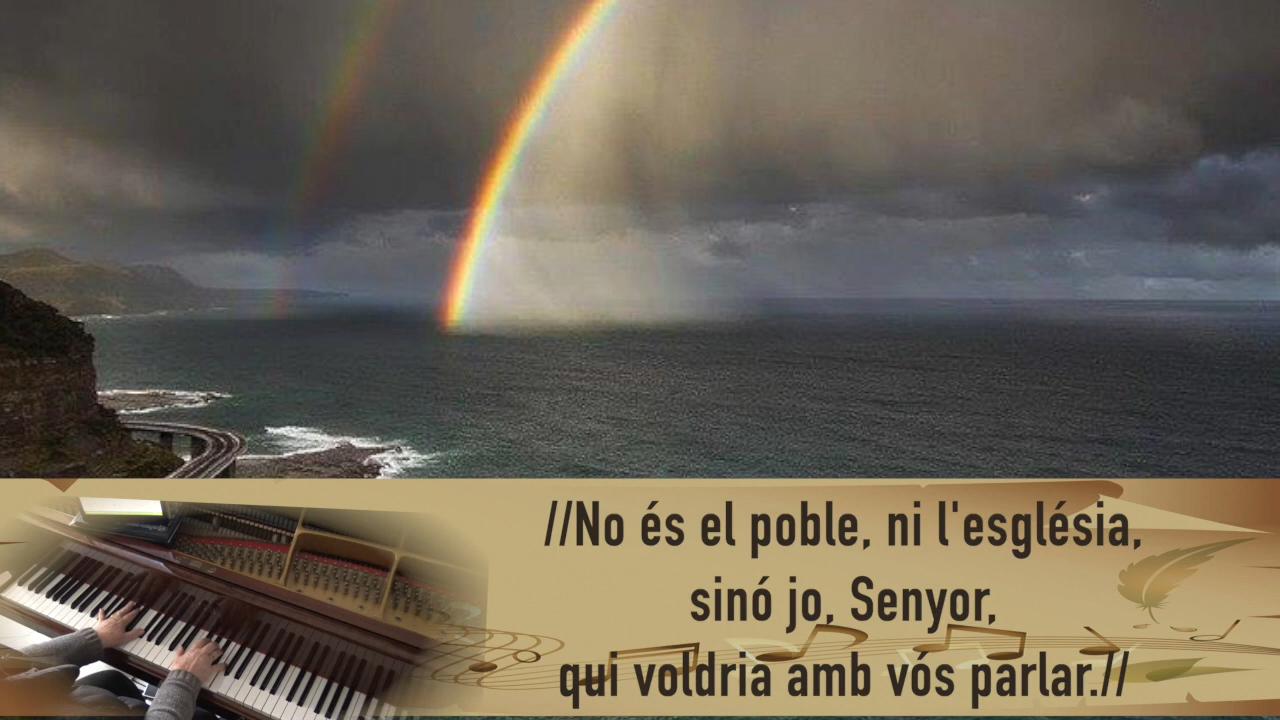 //No és el poble, ni l'església,
sinó jo, Senyor,
qui voldria amb vós parlar.//